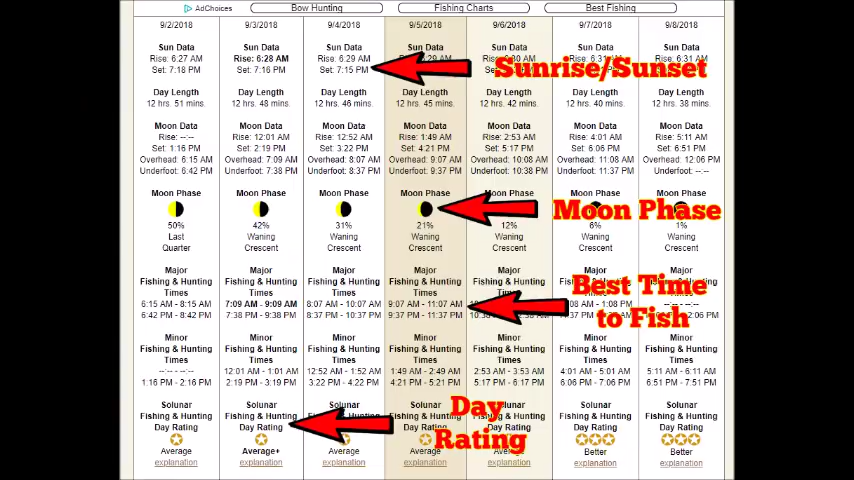 AdChoices
Bow Hunting
Fishing Charts
Best Fishing
9/2/2018 9/3/2018 9/4/2018 9/5/2018 9/6/2018 9/7/2018 9/8/2018
Sun Data Sun Data Sun Data Sun Data Sun Data Sun Data Sun Data
Rise: 6:27 AM Rise: 6:28 AM Rise: 6:29 AM
Set: 7:18 PM Set: 7:16 PM Set: 7:15 PM
Sunrise/Sunset
Day Length Day Length Day Length Day Length Day Length Day Length Day Length
12 hrs. 51 mins. 12 hrs. 48 mins. 12 hrs. 46 mins. 12 hrs. 45 mins. 12 hrs. 42 mins. 12 hrs. 40 mins. 12 hrs. 38 mins.
Moon Data Moon Data Moon Data Moon Data Moon Data Moon Data Moon Data
Rise: --:-- Rise: 12:01 AM Rise: 12:52 AM Rise: 1:49 AM Rise: 2:53 AM Rise: 4:01 AM Rise: 5:11 AM
Set: 1:16 PM Set: 2:19 PM Set: 3:22 PM Set: 4:21 PM Set: 5:17 PM Set: 6:06 PM Set: 6:51 PM
Overhead: 6:15 AM Overhead: 7:09 AM Overhead: 8:07 AM Overhead: 9:07 AM Overhead: 10:08 AM Overhead: 11:08 AM Overhead: 12:06 PM
Underfoot: 6:42 PM Underfoot: 7:38 PM Underfoot: 8:37 PM Underfoot: 9:37 PM Underfoot: 10:38 PM Underfoot: 11:37 PM Underfoot: --:--
Moon Phase Moon Phase Moon Phase Moon Phase Moon Phase Moon Phase Moon Phase
Moon Phase
50% 42% 31% 21% 12% 6% 1%
Last Waning Waning Waning Waning Waning Waning
Quarter Crescent Crescent Crescent Crescent Crescent Crescent
Major Major Major Major Major Major Major
Fishing & Hunting Fishing & Hunting Fishing & Hunting Fishing & Hunting Fishing & Hunting
Times Times Times Times Times
Best Time
to Fish
6:15 AM - 8:15 AM 7:09 AM - 9:09 AM 8:07 AM - 10:07 AM 9:07 AM - 11:07 AM
6:42 PM - 8:42 PM 7:38 PM - 9:38 PM 8:37 PM - 10:37 PM 9:37 PM - 11:37 PM
Minor Minor Minor Minor Minor Minor Minor
Fishing & Hunting Fishing & Hunting Fishing & Hunting Fishing & Hunting Fishing & Hunting Fishing & Hunting Fishing & Hunting
Times Times Times Times Times Times Times
--:-- - --:-- 12:01 AM - 1:01 AM 12:52 AM - 1:52 AM 1:49 AM - 2:49 AM 2:53 AM - 3:53 AM 4:01 AM - 5:01 AM 5:11 AM - 6:11 AM
1:16 PM - 2:16 PM 2:19 PM - 3:19 PM 3:22 PM - 4:22 PM 4:21 PM - 5:21 PM 5:17 PM - 6:17 PM 6:06 PM - 7:06 PM 6:51 PM - 7:51 PM
Solunar Solunar Solunar Solunar Solunar Solunar Solunar
Fishing & Hunting Fishing & Hunting Fishing & Hunting Fishing & Hunting Fishing & Hunting Fishing & Hunting
Day Rating Day Rating Day Rating Day Rating Day Rating Day Rating
Day
Rating
Average Average+ Average Average Average Better Better
explanation explanation explanation explanation explanation explanation explanation